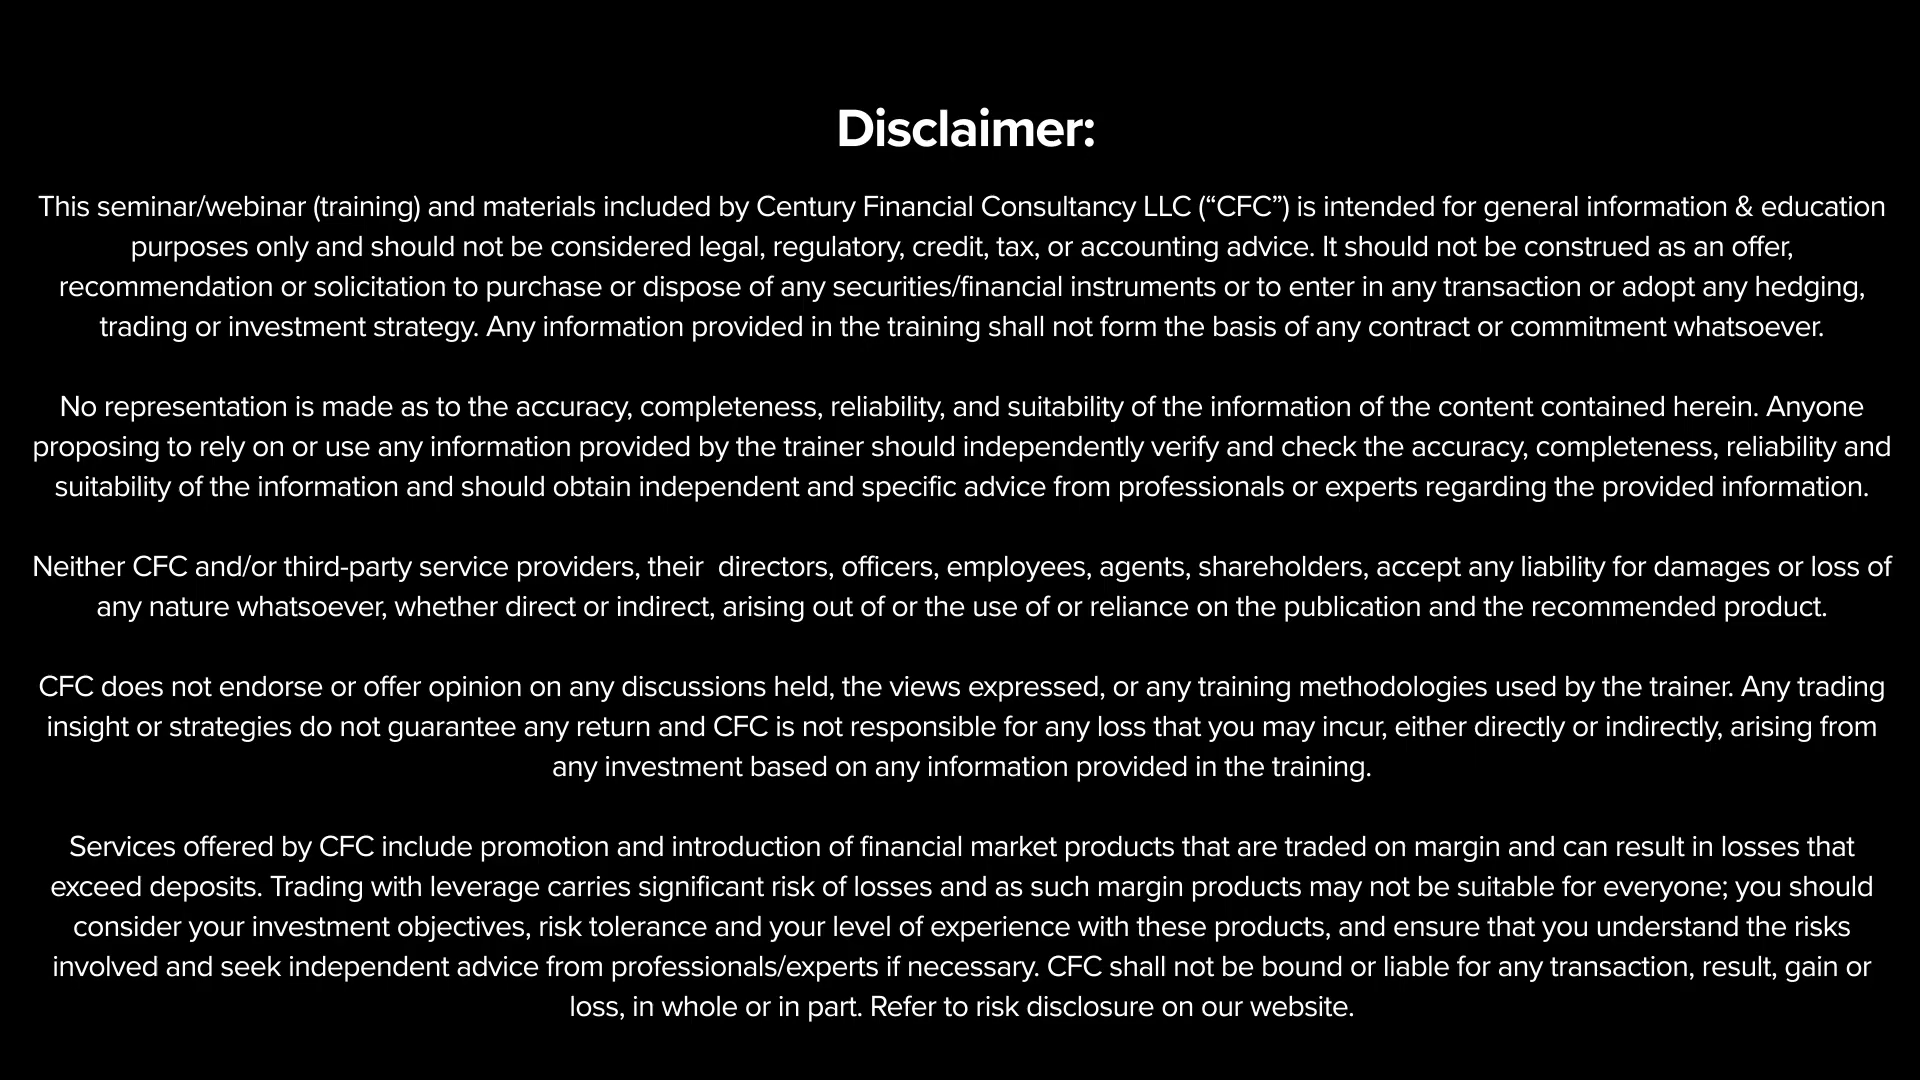 Disclaimer:
This seminar/webinar (training) and materials included by Century Financial Consultancy LLC (“CFC”) is intended for general information & education
purposes only and should not be considered legal, regulatory, credit, tax, or accounting advice. It should not be construed as an offer,
recommendation or solicitation to purchase or dispose of any securities/financial instruments or to enter in any transaction or adopt any hedging,
trading or investment strategy. Any information provided in the training shall not form the basis of any contract or commitment whatsoever.
No representation is made as to the accuracy, completeness, reliability, and suitability of the information of the content contained herein. Anyone
proposing to rely on or use any information provided by the trainer should independently verify and check the accuracy, completeness, reliability and
suitability of the information and should obtain independent and specific advice from professionals or experts regarding the provided information.
Neither CFC and/or third-party service providers, their  directors, officers, employees, agents, shareholders, accept any liability for damages or loss of
any nature whatsoever, whether direct or indirect, arising out of or the use of or reliance on the publication and the recommended product.
CFC does not endorse or offer opinion on any discussions held, the views expressed, or any training methodologies used by the trainer. Any trading
insight or strategies do not guarantee any return and CFC is not responsible for any loss that you may incur, either directly or indirectly, arising from
any investment based on any information provided in the training.
Services offered by CFC include promotion and introduction of financial market products that are traded on margin and can result in losses that
exceed deposits. Trading with leverage carries significant risk of losses and as such margin products may not be suitable for everyone; you should
consider your investment objectives, risk tolerance and your level of experience with these products, and ensure that you understand the risks
involved and seek independent advice from professionals/experts if necessary. CFC shall not be bound or liable for any transaction, result, gain or
loss, in whole or in part. Refer to risk disclosure on our website.